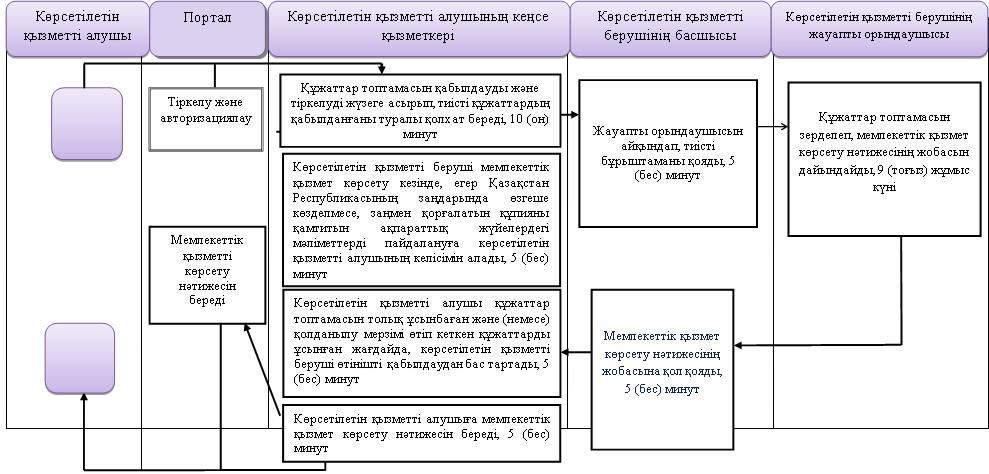 Көрсетілетін
қызметті алушы
Портал
Көрсетілетін қызметті алушының кеңсе
қызметкері
Көрсетілетін қызметті
берушінің басшысы
Көрсетілетін қызметті берушінің
жауапты орындаушысы
Тіркелу және
авторизациялау
Құжаттар топтамасын қабылдауды және
тіркелуді жүзеге асырып, тиісті құжаттардың
қабылданғаны туралы қолхат береді, 10 (он)
минут
Жауапты орындаушысын
айқындап, тиісті
бұрыштаманы қояды, 5
(бес) минут
Құжаттар топтамасын
зерделеп, мемлекеттік қызмет
көрсету нәтижесінің жобасын
дайындайды, 9 (тоғыз) жұмыс
күні
Көрсетілетін қызметті беруші мемлекеттік
қызмет көрсету кезінде, егер Қазақстан
Республикасының заңдарында өзгеше
көзделмесе, заңмен қорғалатын құпияны
қамтитын ақпараттық жүйелердегі
мәліметтерді пайдалануға көрсетілетін
қызметті алушының келісімін алады, 5 (бес)
минут
Мемлекеттік
қызметті
көрсету
нәтижесін
береді
Көрсетілетін қызметті алушы құжаттар
топтамасын толық ұсынбаған және (немесе)
қолданылу мерзімі өтіп кеткен құжаттарды
ұсынған жағдайда, көрсетілетін қызметті
беруші өтінішті қабылдаудан бас тартады, 5
(бес) минут
Мемлекеттік қызмет
көрсету нәтижесінің
жобасына қол қояды,
5 (бес) минут
Көрсетілетін қызметті алушыға мемлекеттік
қызмет көрсету нәтижесін береді, 5 (бес)
минут